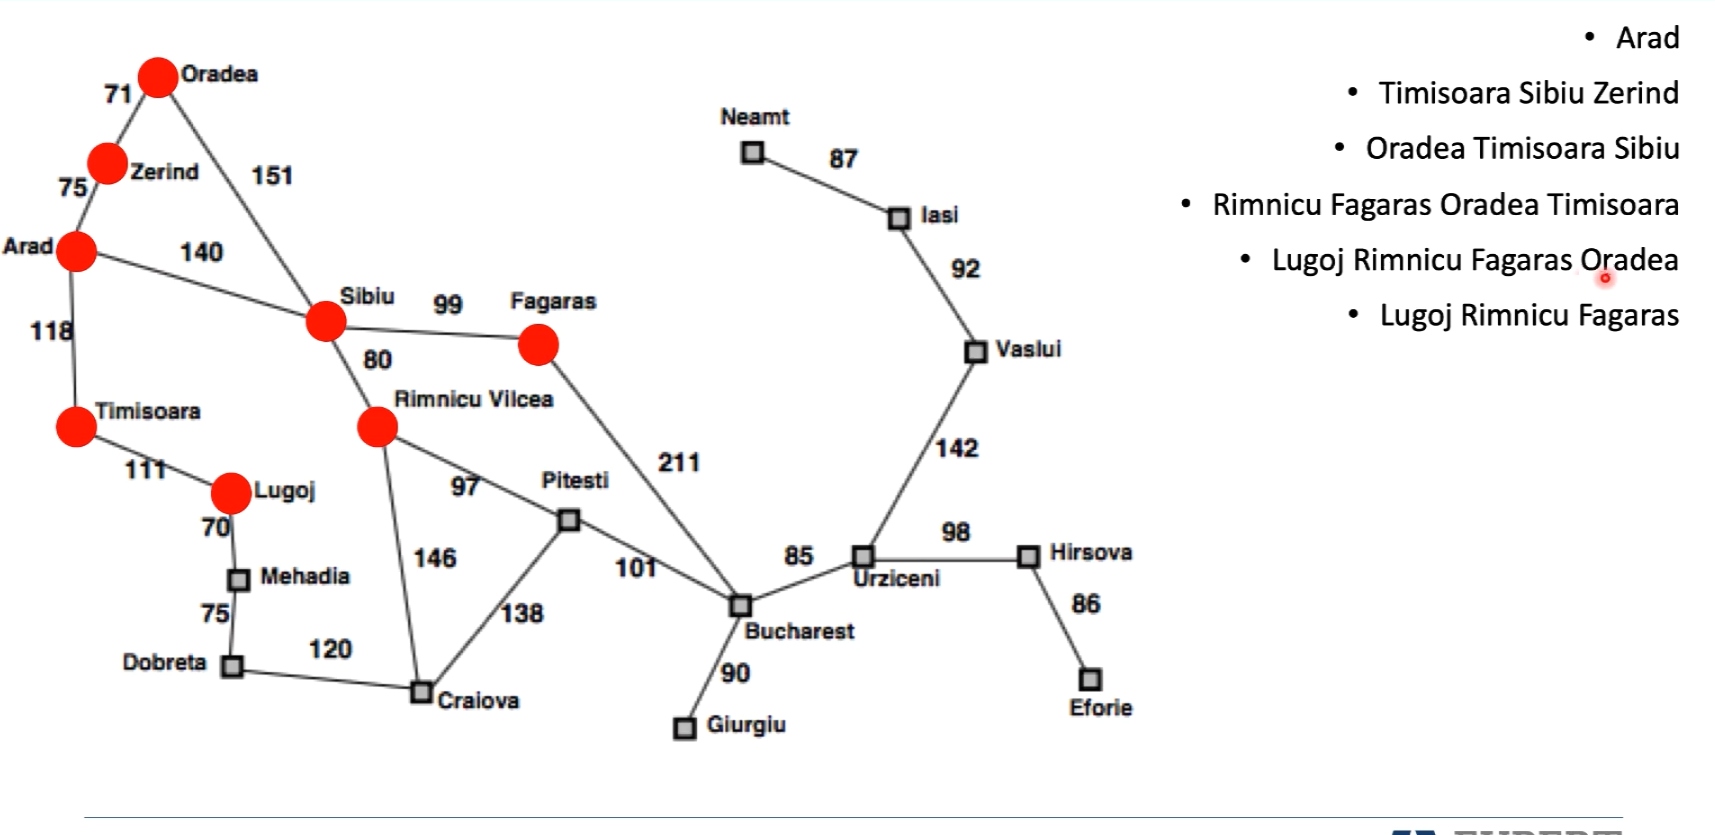 Oradea
71
Zerind
151
75
Arad
140
118
Sibiu
99
Fagaras
80
Timisoara
Rimnicu Vilcea
111
Lugoj
70
97
Pitesti
211
146
Mehadia
75
101
138
Dobreta
120
Craiova
Neamt
87
Iasi
92
Vaslui
142
85
98
Urziceni
Hirsova
86
Bucharest
90
Giurgiu
Eforie
• Arad
• Timisoara Sibiu Zerind
• Oradea Timisoara Sibiu
• Rimnicu Fagaras Oradea Timisoara
• Lugoj Rimnicu Fagaras Oradea
• Lugoj Rimnicu Fagaras